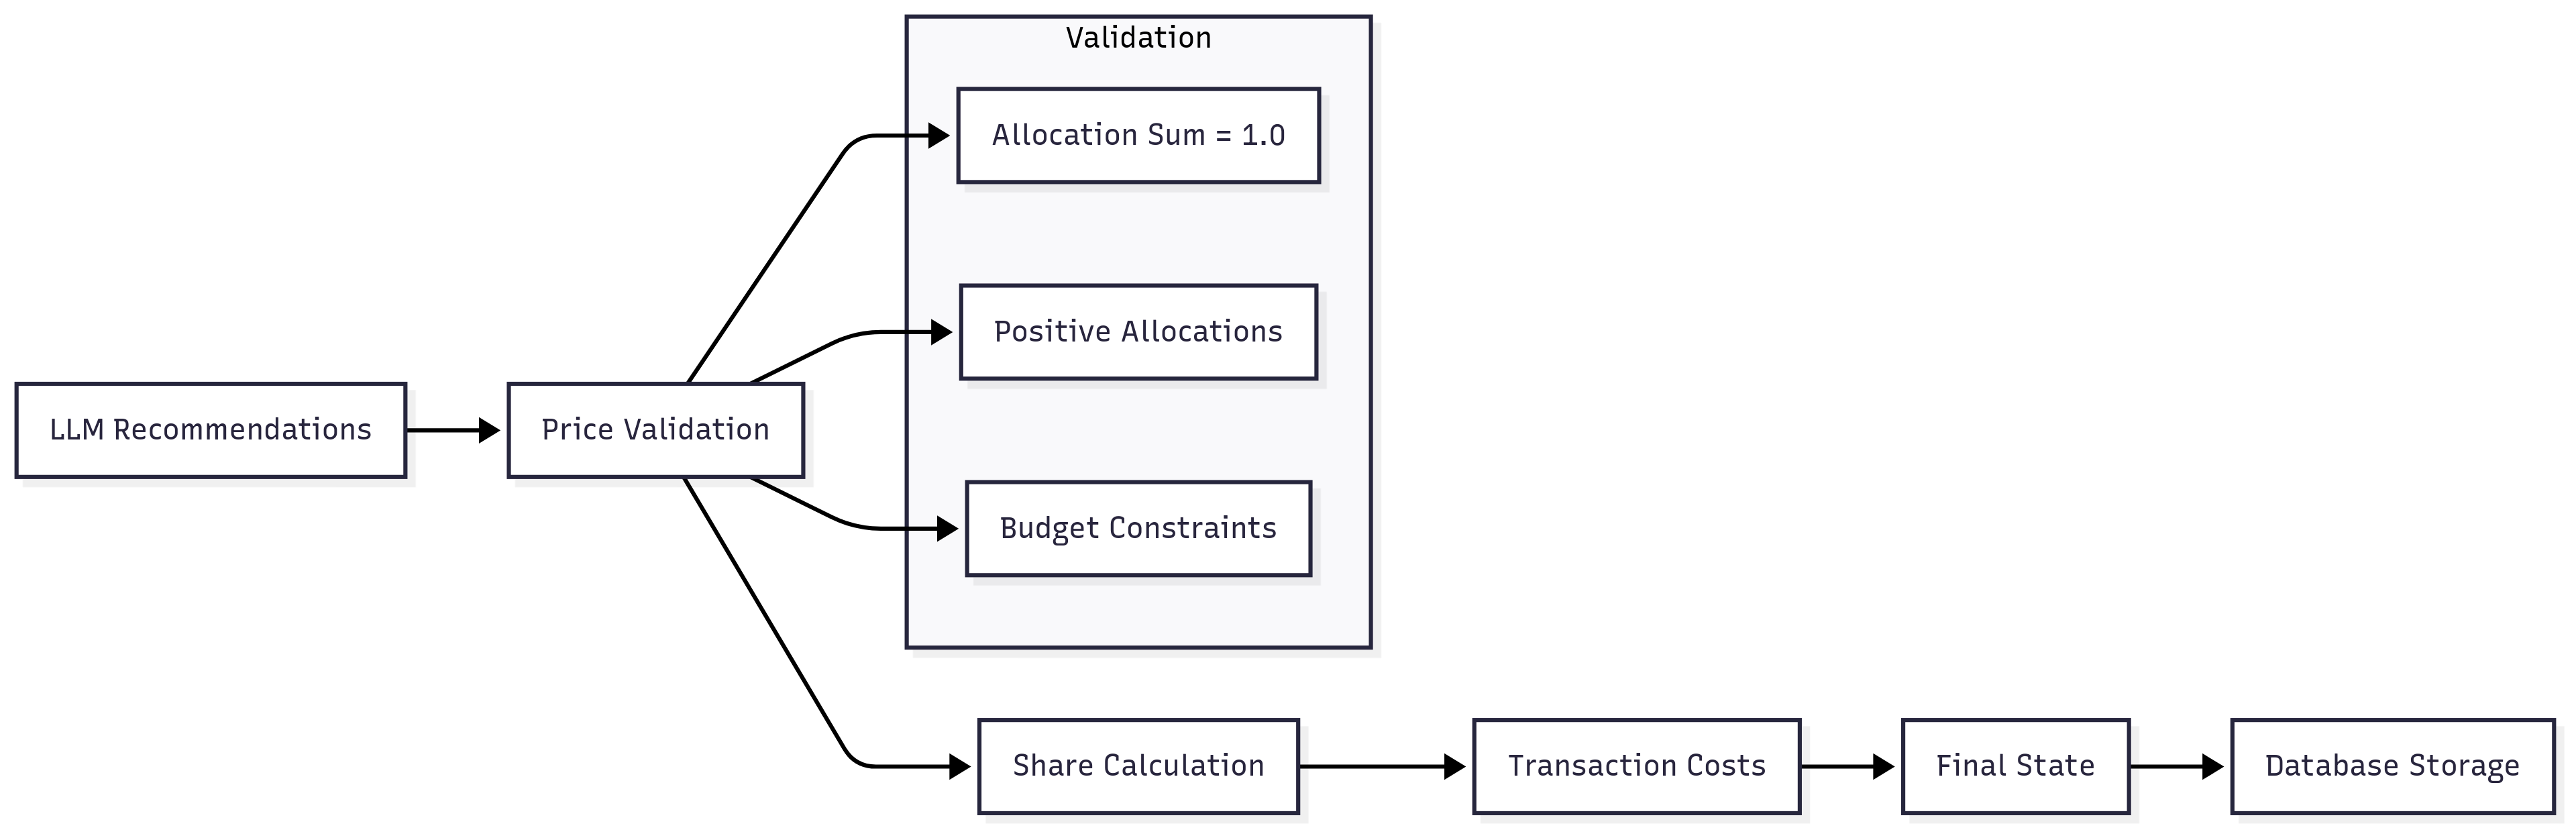 Validation
Allocation Sum = 1.0
Positive Allocations
LLM Recommendations
Price Validation
Budget Constraints
Share Calculation
Transaction Costs
Final State
Database Storage